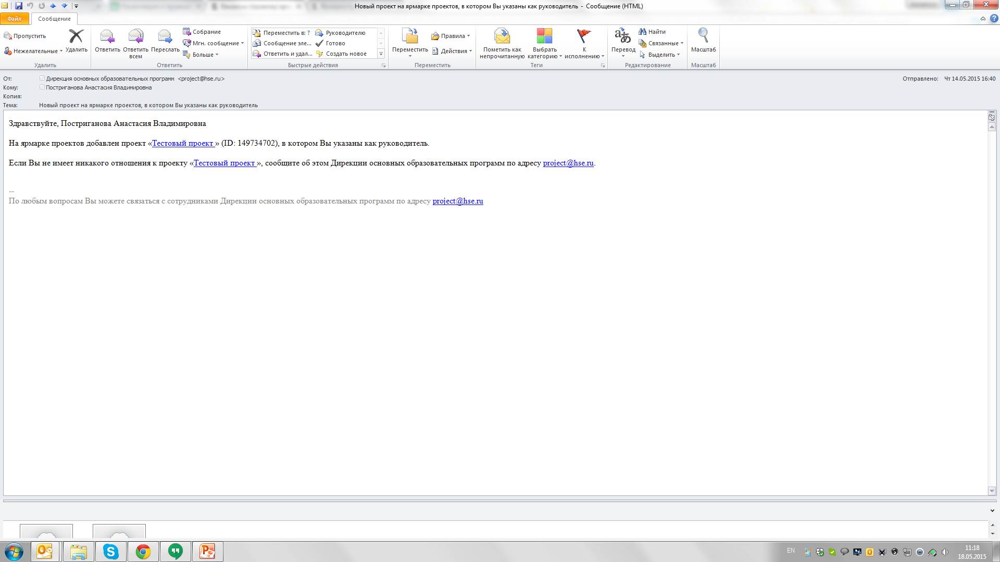 Новый проект на ярмарке проектов, в котором Вы указаны как руководитель - Сообщение (HTML)
Файл
Сообщение
Пропустить
Нежелательные
Удалить
Удалить
Ответить
Ответить всем
Переслать
Собрание
Мгн. сообщение
Больше
Ответить
Переместить в: ?
Сообщение эле...
Ответить и удал...
Руководителю
Готово
Создать новое
Быстрые действия
Переместить
Правила
Действия
Переместить
Пометить как непрочитанную
Выбрать категорию
К исполнению
Теги
Перевод
Найти
Связанные
Выделить
Редактирование
Масштаб
Масштаб
От: Дирекция основных образовательных программ <project@hse.ru>
Отправлено: Чт 14.05.2015 16:40
Кому: Постриганова Анастасия Владимировна
Копия:
Тема: Новый проект на ярмарке проектов, в котором Вы указаны как руководитель
Здравствуйте, Постриганова Анастасия Владимировна
На ярмарке проектов добавлен проект «Тестовый проект » (ID: 149734702), в котором Вы указаны как руководитель.
Если Вы не имеет никакого отношения к проекту «Тестовый проект », сообщите об этом Дирекции основных образовательных программ по адресу project@hse.ru.
--
По любым вопросам Вы можете связаться с сотрудниками Дирекции основных образовательных программ по адресу project@hse.ru
EN
11:18
18.05.2015